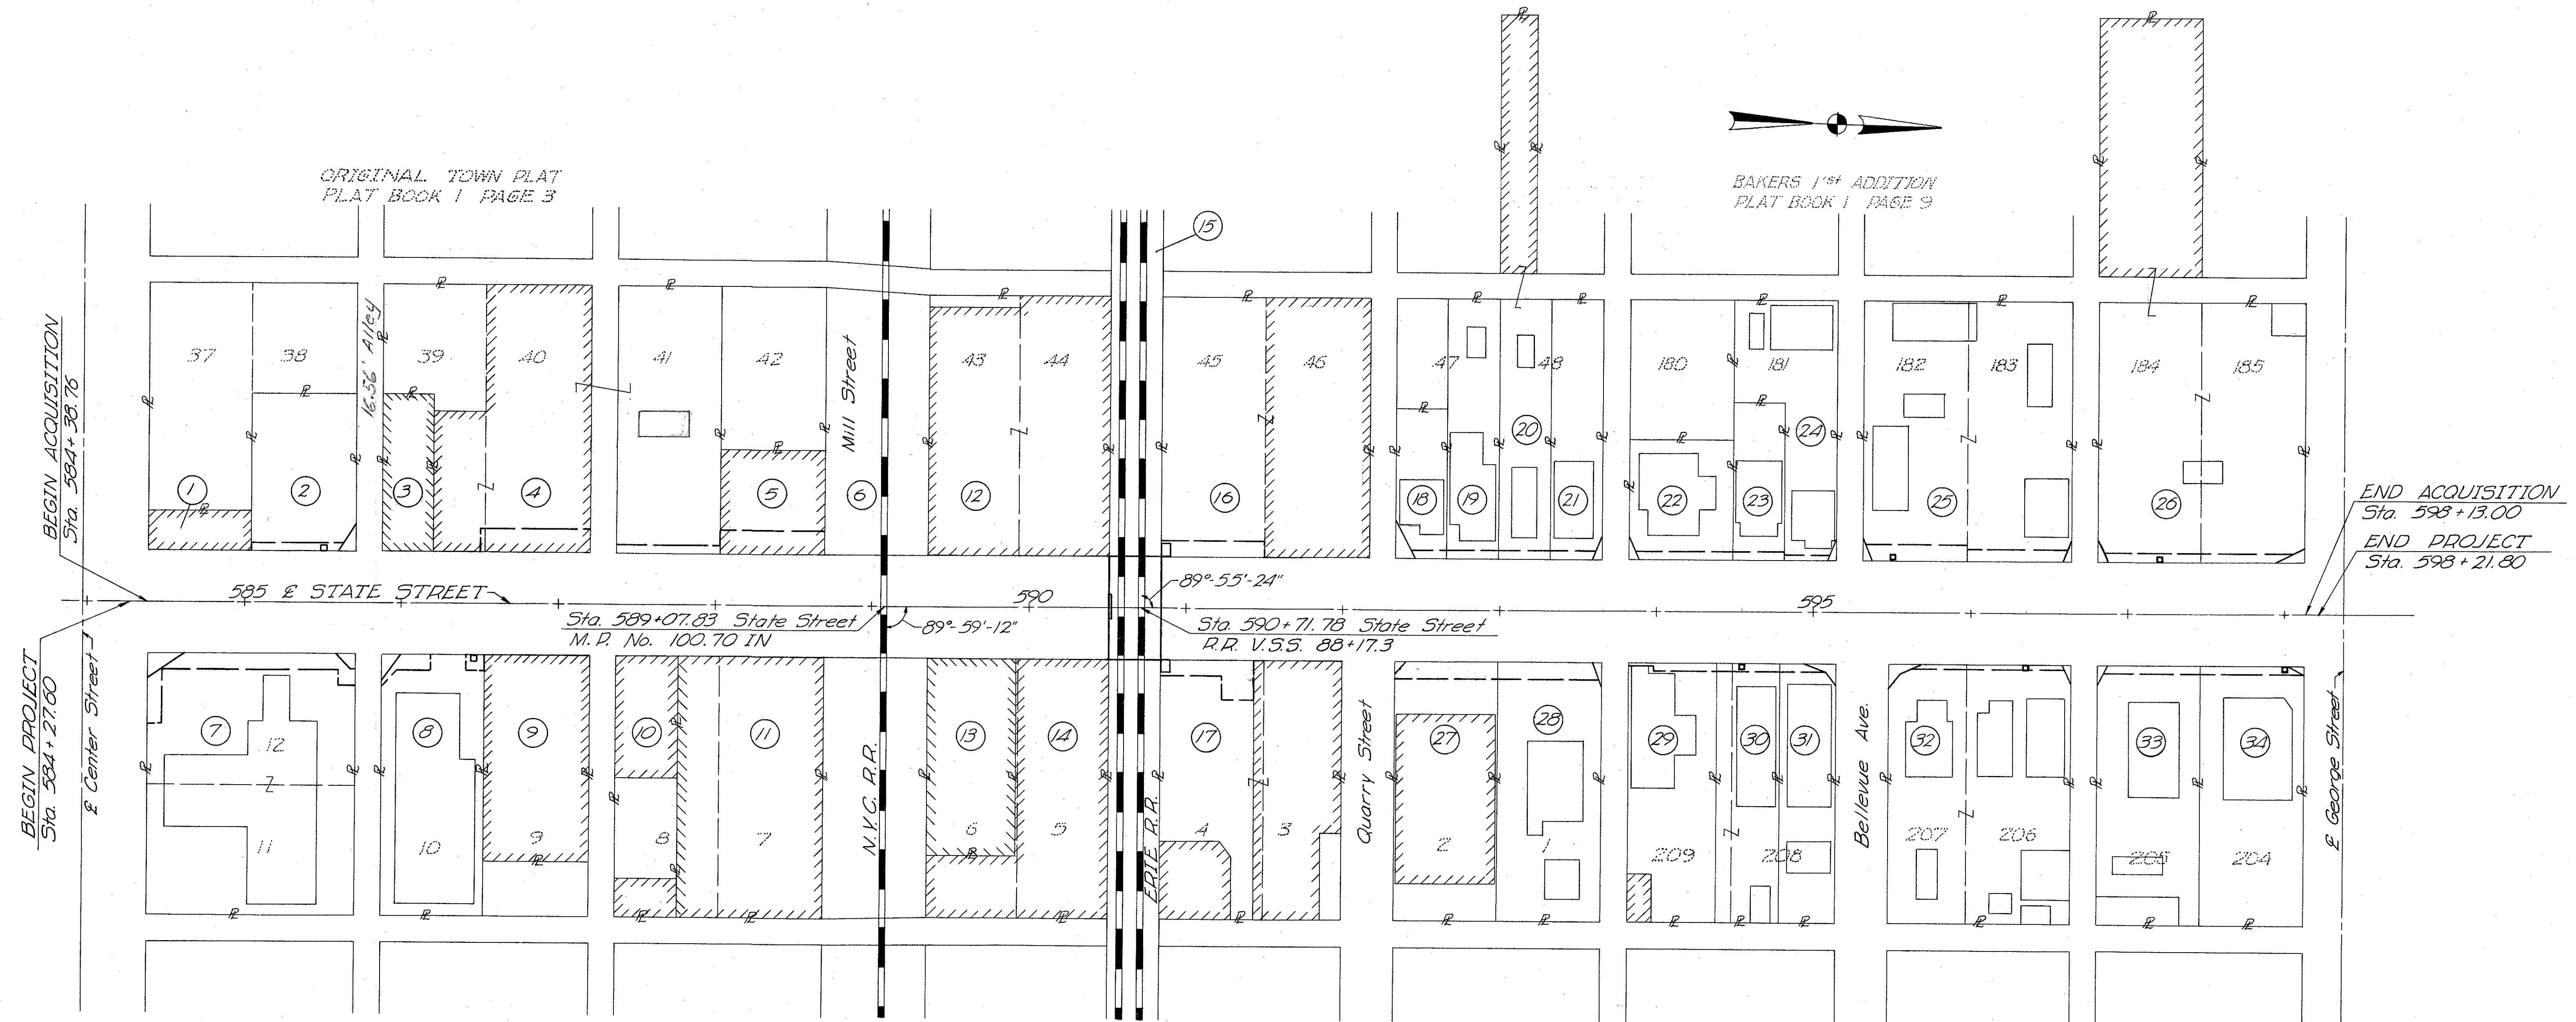 ORIGINAL TOWN PLAT
PLAT BOOK 1 PAGE 3
BAKERS 1'st ADDITION
PLAT BOOK 1 PAGE 9
15
BEGIN ACQUISITION
Sta. 584+38.76
37
38
16.56' Alley
39
40
41
42
Mill Street
43
44
45
46
47
48
180
181
182
183
184
185
1
2
3
4
5
6
12
16
18
19
20
21
22
23
24
25
26
END ACQUISITION
Sta. 598+13.00
END PROJECT
Sta. 598+21.80
585 ℄ STATE STREET
590
595
89°-55'-24"
89°-59'-12"
Sta. 589+07.83 State Street
M.P. No. 100.70 IN
Sta. 590+71.78 State Street
R.R. V.S.S. 88+17.3
BEGIN PROJECT
Sta. 584+27.60
℄ Center Street
7
8
9
10
11
N.Y.C. R.R.
13
14
ERIE R.R.
17
Quarry Street
27
28
29
30
31
Bellevue Ave.
32
33
34
℄ George Street
12
11
10
9
8
7
6
5
4
3
2
1
209
208
207
206
205
204